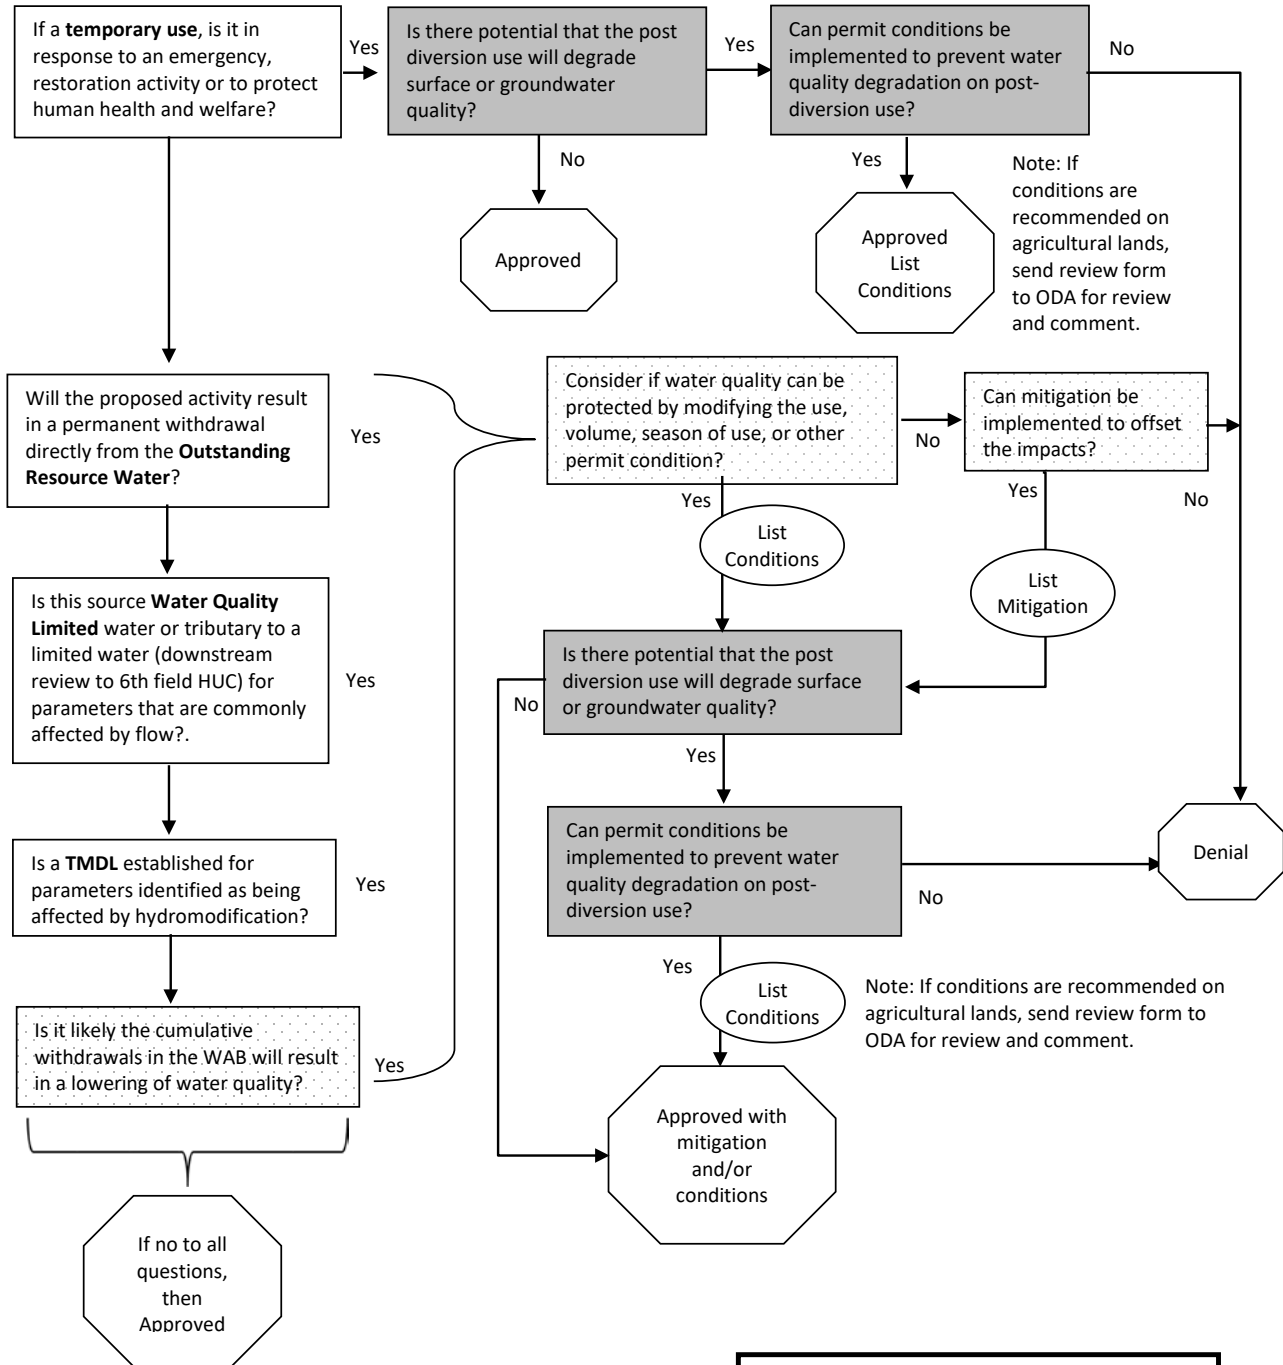 If a temporary use, is it in
response to an emergency,
restoration activity or to protect
human health and welfare?
Yes
Is there potential that the post
diversion use will degrade
surface or groundwater
quality?
Yes
Can permit conditions be
implemented to prevent water
quality degradation on post-
diversion use?
No
No
Approved
Yes
Approved
List
Conditions
Note: If
conditions are
recommended on
agricultural lands,
send review form
to ODA for review
and comment.
Will the proposed activity result
in a permanent withdrawal
directly from the Outstanding
Resource Water?
Yes
Consider if water quality can be
protected by modifying the use,
volume, season of use, or other
permit condition?
No
Can mitigation be
implemented to offset
the impacts?
No
Yes
List
Conditions
Yes
List
Mitigation
Is this source Water Quality
Limited water or tributary to a
limited water (downstream
review to 6th field HUC) for
parameters that are commonly
affected by flow?.
Yes
Is there potential that the post
diversion use will degrade surface
or groundwater quality?
No
Yes
Is a TMDL established for
parameters identified as being
affected by hydromodification?
Yes
Can permit conditions be
implemented to prevent water
quality degradation on post-
diversion use?
No
Denial
Yes
List
Conditions
Note: If conditions are recommended on
agricultural lands, send review form to
ODA for review and comment.
Is it likely the cumulative
withdrawals in the WAB will result
in a lowering of water quality?
Yes
Approved with
mitigation
and/or
conditions
If no to all
questions,
then
Approved